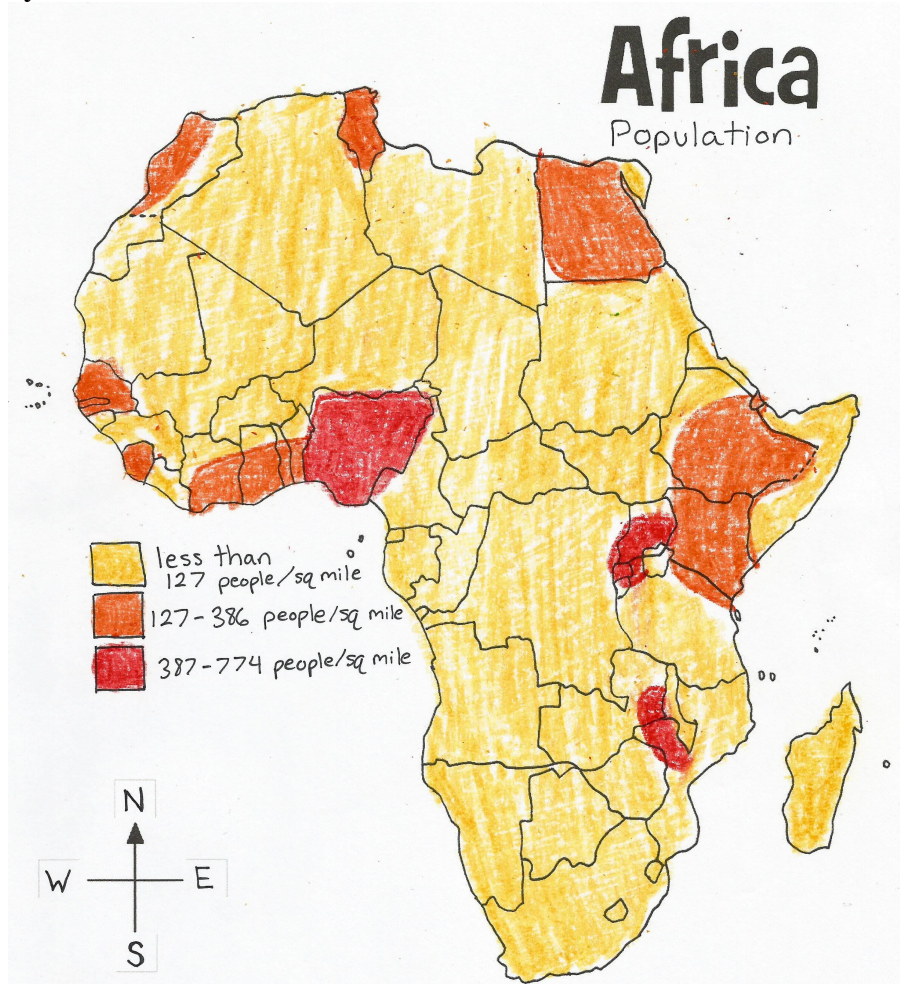 Africa
Population
less than
127 people/sq mile
127-386 people/sq mile
387-774 people/sq mile
N
W E
S